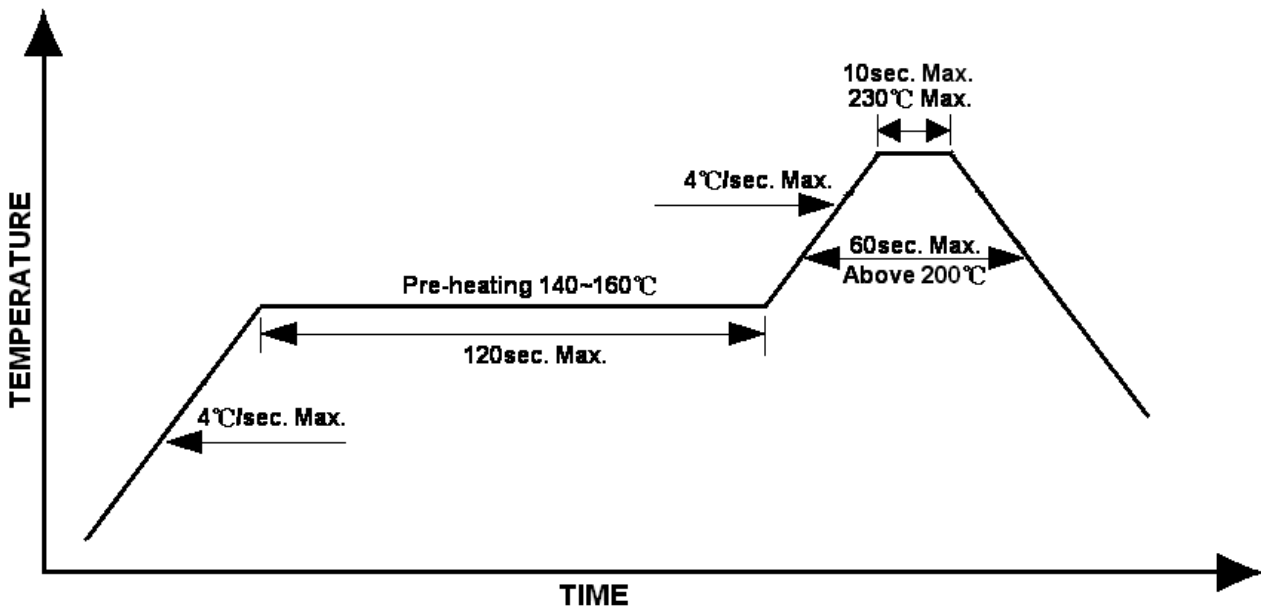 10sec. Max.
230℃ Max.
4℃/sec. Max.
60sec. Max.
Above 200℃
Pre-heating 140~160℃
120sec. Max.
4℃/sec. Max.
TEMPERATURE
TIME